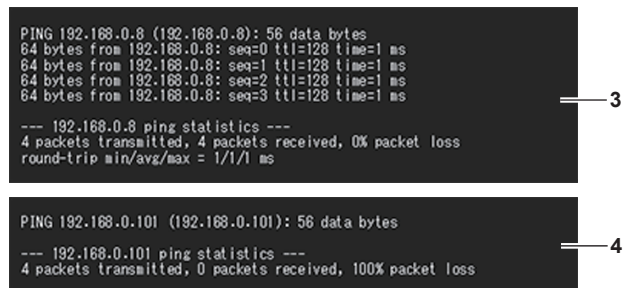 PING 192.168.0.8 (192.168.0.8): 56 data bytes
64 bytes from 192.168.0.8: seq=0 ttl=128 time=1 ms
64 bytes from 192.168.0.8: seq=1 ttl=128 time=1 ms
64 bytes from 192.168.0.8: seq=2 ttl=128 time=1 ms
64 bytes from 192.168.0.8: seq=3 ttl=128 time=1 ms
3
--- 192.168.0.8 ping statistics ---
4 packets transmitted, 4 packets received, 0% packet loss
round-trip min/avg/max = 1/1/1 ms
PING 192.168.0.101 (192.168.0.101): 56 data bytes
4
--- 192.168.0.101 ping statistics ---
4 packets transmitted, 0 packets received, 100% packet loss